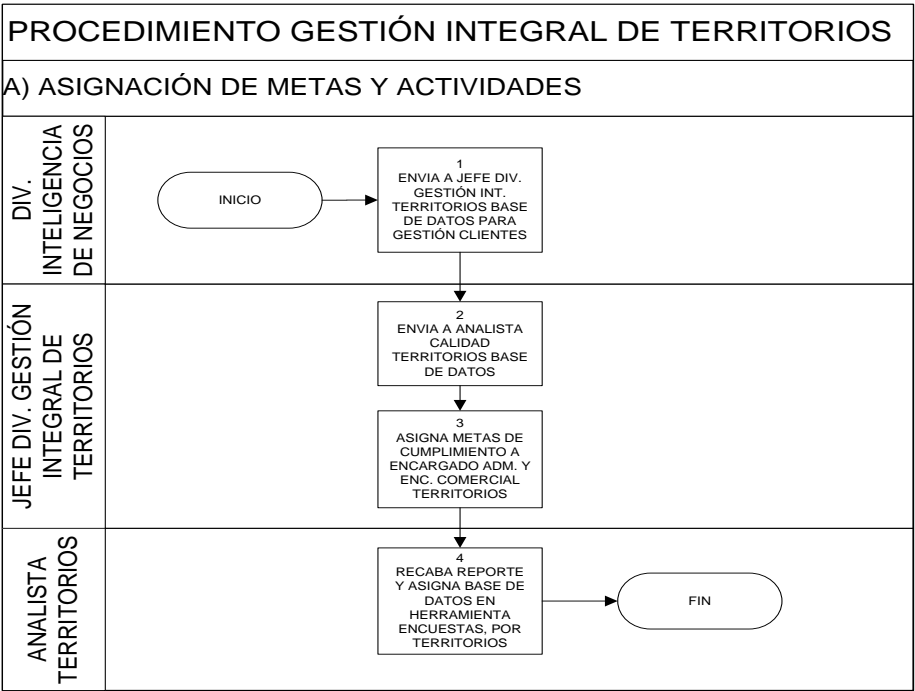 PROCEDIMIENTO GESTIÓN INTEGRAL DE TERRITORIOS
A) ASIGNACIÓN DE METAS Y ACTIVIDADES
DIV.
INTELIGENCIA
DE NEGOCIOS
INICIO
1
ENVIA A JEFE DIV.
GESTIÓN INT.
TERRITORIOS BASE
DE DATOS PARA
GESTIÓN CLIENTES
JEFE DIV. GESTIÓN
INTEGRAL DE
TERRITORIOS
2
ENVIA A ANALISTA
CALIDAD
TERRITORIOS BASE
DE DATOS
3
ASIGNA METAS DE
CUMPLIMIENTO A
ENCARGADO ADM. Y
ENC. COMERCIAL
TERRITORIOS
ANALISTA
TERRITORIOS
4
RECABA REPORTE
Y ASIGNA BASE DE
DATOS EN
HERRAMIENTA
ENCUESTAS, POR
TERRITORIOS
FIN